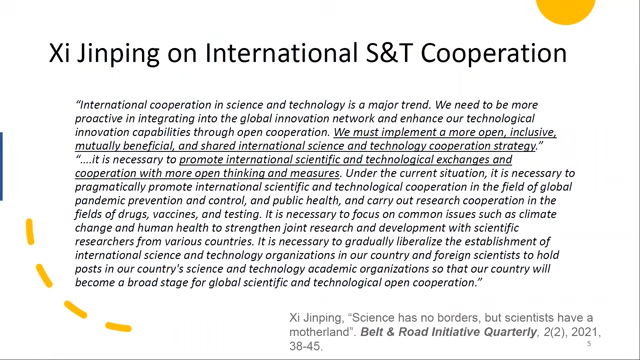 Xi Jinping on International S&T Cooperation
“International cooperation in science and technology is a major trend. We need to be more
proactive in integrating into the global innovation network and enhance our technological
innovation capabilities through open cooperation. We must implement a more open, inclusive,
mutually beneficial, and shared international science and technology cooperation strategy.”
“....it is necessary to promote international scientific and technological exchanges and
cooperation with more open thinking and measures. Under the current situation, it is necessary to
pragmatically promote international scientific and technological cooperation in the field of global
pandemic prevention and control, and public health, and carry out research cooperation in the
fields of drugs, vaccines, and testing. It is necessary to focus on common issues such as climate
change and human health to strengthen joint research and development with scientific
researchers from various countries. It is necessary to gradually liberalize the establishment of
international science and technology organizations in our country and foreign scientists to hold
posts in our country's science and technology academic organizations so that our country will
become a broad stage for global scientific and technological open cooperation.”
Xi Jinping, “Science has no borders, but scientists have a
motherland”. Belt & Road Initiative Quarterly, 2(2), 2021,
38-45.
5